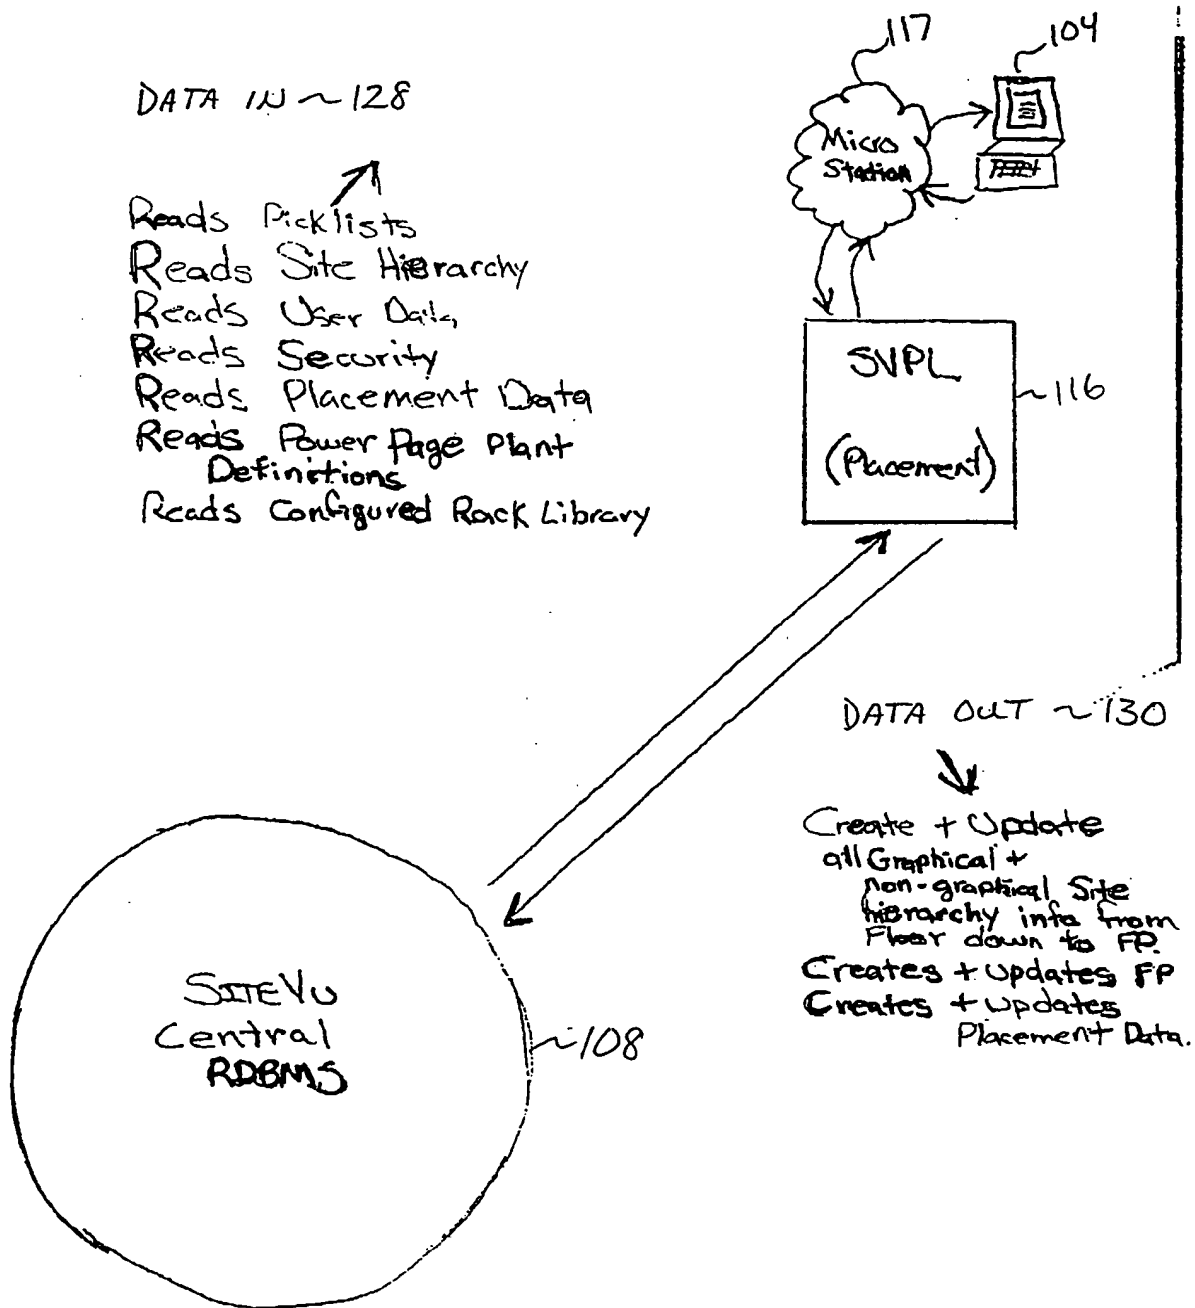 117
104
DATA IN ~ 128
Micro
Station
Reads Picklists
Reads Site Hierarchy
Reads User Data
Reads Security
Reads Placement Data
Reads Power Page Plant
Definitions
Reads Configured Rack Library
SVPL
(Placement)
~116
DATA OUT ~ 130
Create + Update
all Graphical +
non-graphical Site
hierarchy info from
Floor down to FP.
Creates + updates FP
Creates + updates
Placement Data.
SITEVU
Central
RDBMS
~108